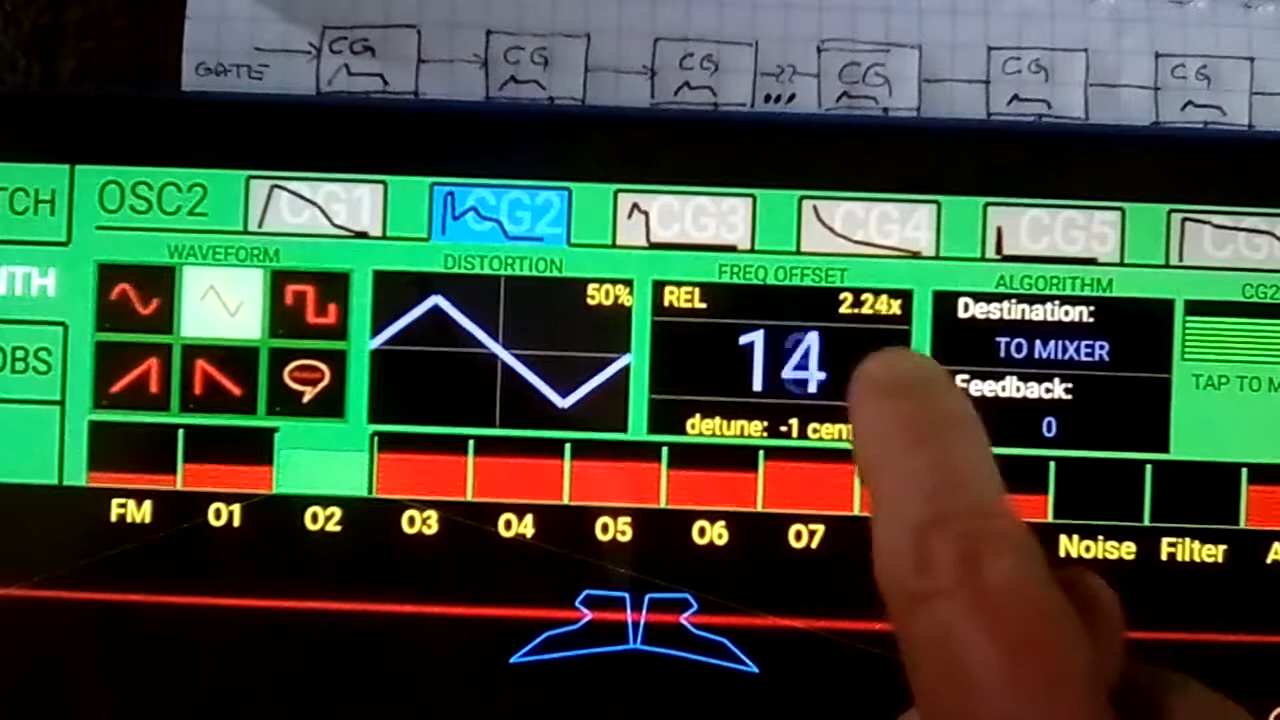 GATE CG CG CG CG CG CG
OSC2 CG1 CG2 CG3 CG4 CG5
WAVEFORM DISTORTION FREQ OFFSET ALGORITHM CG2
50% REL 2.24x Destination:
14 TO MIXER
Feedback:
TAP TO
detune: -1 0
FM O1 O2 O3 O4 O5 O6 O7 Noise Filter